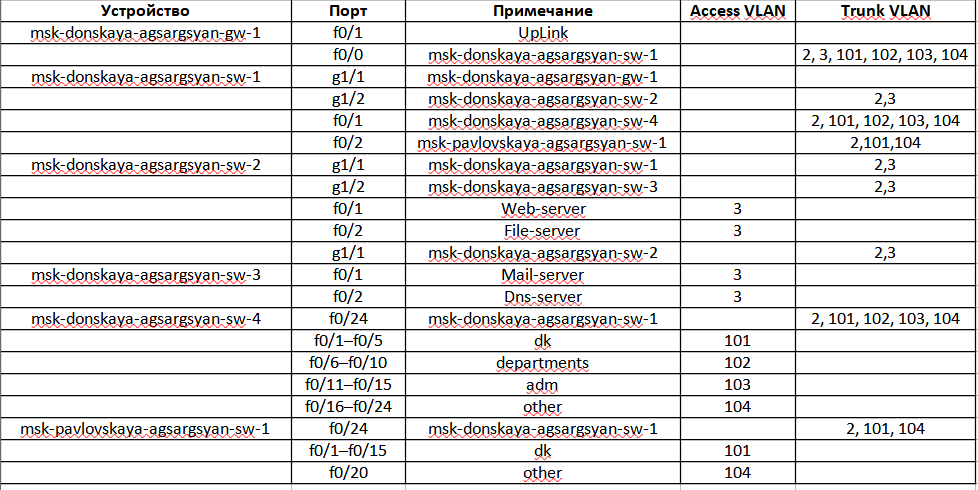 Устройство Порт Примечание Access VLAN Trunk VLAN
msk-donskaya-agsargsyan-gw-1 f0/1 UpLink
f0/0 msk-donskaya-agsargsyan-sw-1 2, 3, 101, 102, 103, 104
msk-donskaya-agsargsyan-sw-1 g1/1 msk-donskaya-agsargsyan-gw-1
g1/2 msk-donskaya-agsargsyan-sw-2 2,3
f0/1 msk-donskaya-agsargsyan-sw-4 2, 101, 102, 103, 104
f0/2 msk-pavlovskaya-agsargsyan-sw-1 2,101,104
msk-donskaya-agsargsyan-sw-2 g1/1 msk-donskaya-agsargsyan-sw-1 2,3
g1/2 msk-donskaya-agsargsyan-sw-3 2,3
f0/1 Web-server 3
f0/2 File-server 3
g1/1 msk-donskaya-agsargsyan-sw-2 2,3
msk-donskaya-agsargsyan-sw-3 f0/1 Mail-server 3
f0/2 Dns-server 3
msk-donskaya-agsargsyan-sw-4 f0/24 msk-donskaya-agsargsyan-sw-1 2, 101, 102, 103, 104
f0/1–f0/5 dk 101
f0/6–f0/10 departments 102
f0/11–f0/15 adm 103
f0/16–f0/24 other 104
msk-pavlovskaya-agsargsyan-sw-1 f0/24 msk-donskaya-agsargsyan-sw-1 2, 101, 104
f0/1–f0/15 dk 101
f0/20 other 104